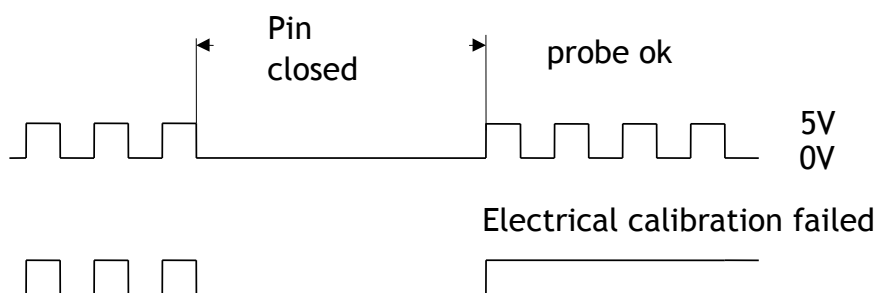 Pin
closed
probe ok
5V
0V
Electrical calibration failed